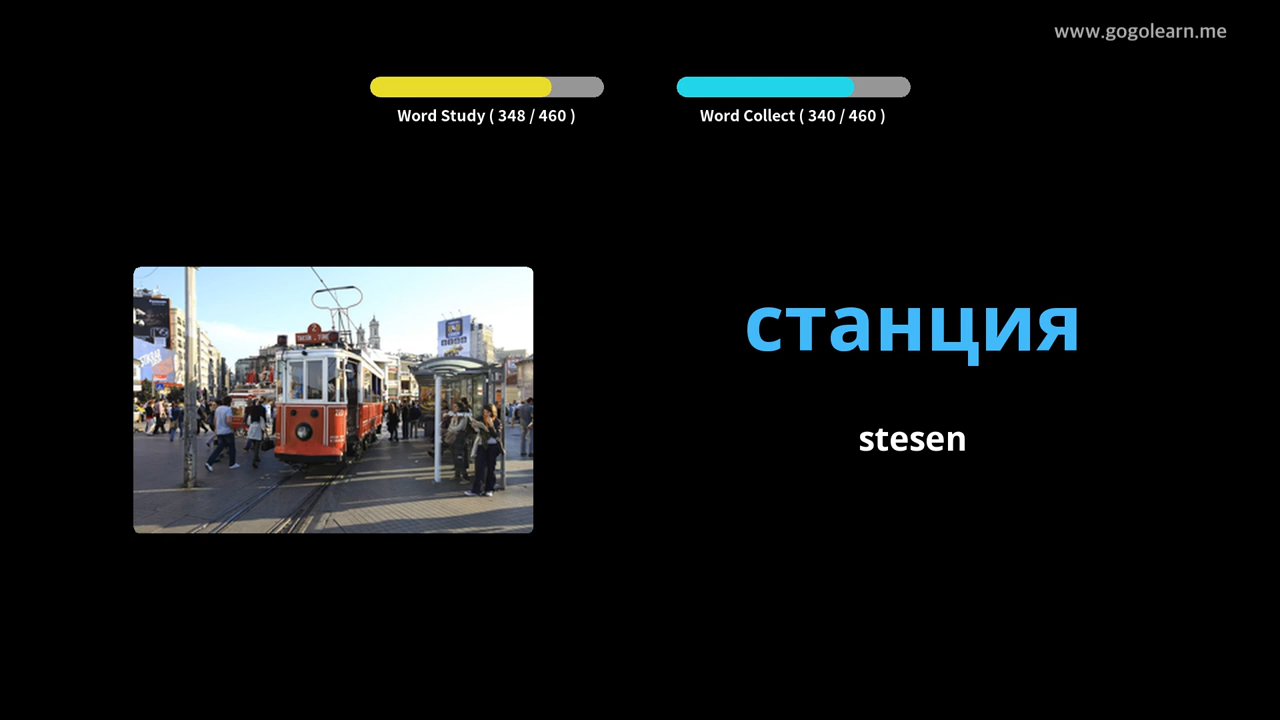 www.gogolearn.me
Word Study ( 348 / 460 )
Word Collect ( 340 / 460 )
станция
stesen